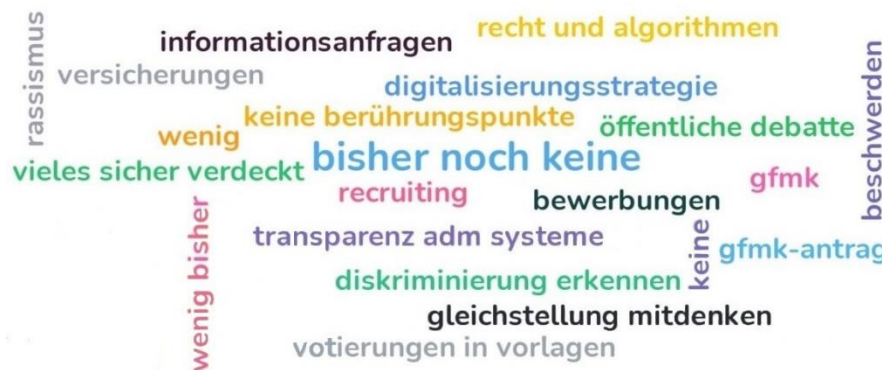 rassismus
informationsanfragen
recht und algorithmen
versicherungen
digitalisierungsstrategie
beschwerden
keine berührungspunkte
wenig
öffentliche debatte
vieles sicher verdeckt
bisher noch keine
gfmk
recruiting
bewerbungen
wenig bisher
transparenz adm systeme
keine
gfmk-antrag
diskriminierung erkennen
gleichstellung mitdenken
votierungen in vorlagen